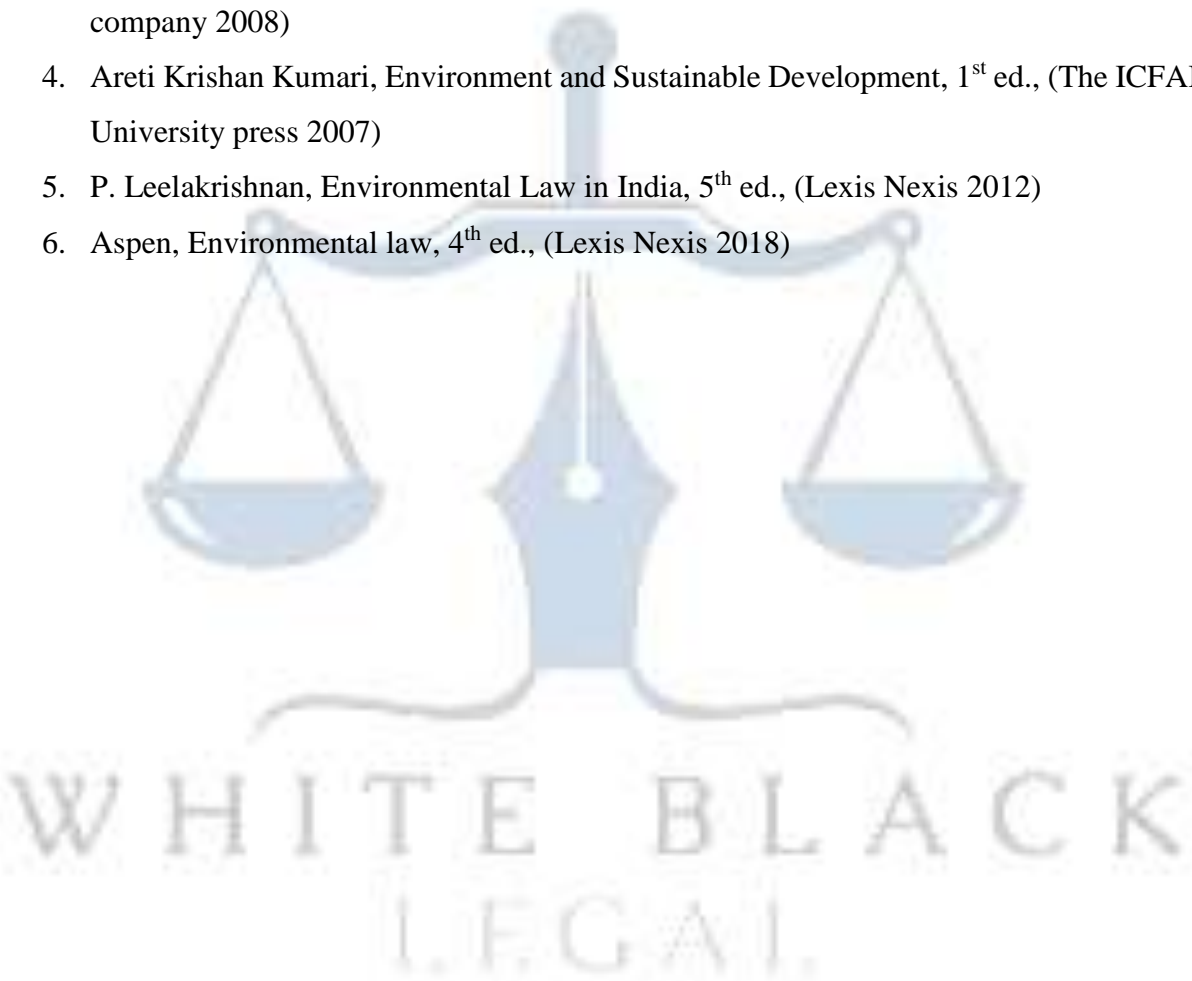 company 2008)
4. Areti Krishan Kumari, Environment and Sustainable Development, 1st ed., (The ICFAI
University press 2007)
5. P. Leelakrishnan, Environmental Law in India, 5th ed., (Lexis Nexis 2012)
6. Aspen, Environmental law, 4th ed., (Lexis Nexis 2018)
WHITE BLACK
LEGAL